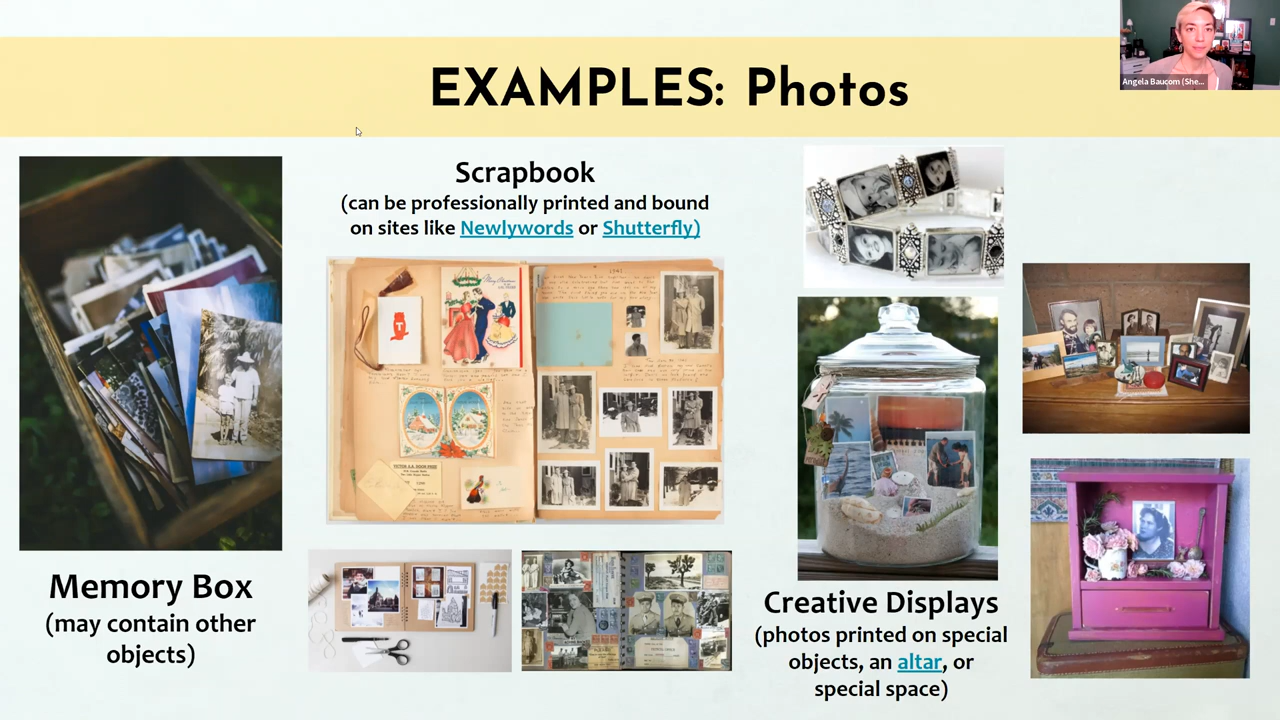 EXAMPLES: Photos
Angela Baucom (She...
Scrapbook
(can be professionally printed and bound
on sites like Newlywords or Shutterfly)
1941
T
Memory Box
(may contain other
objects)
Creative Displays
(photos printed on special
objects, an altar, or
special space)